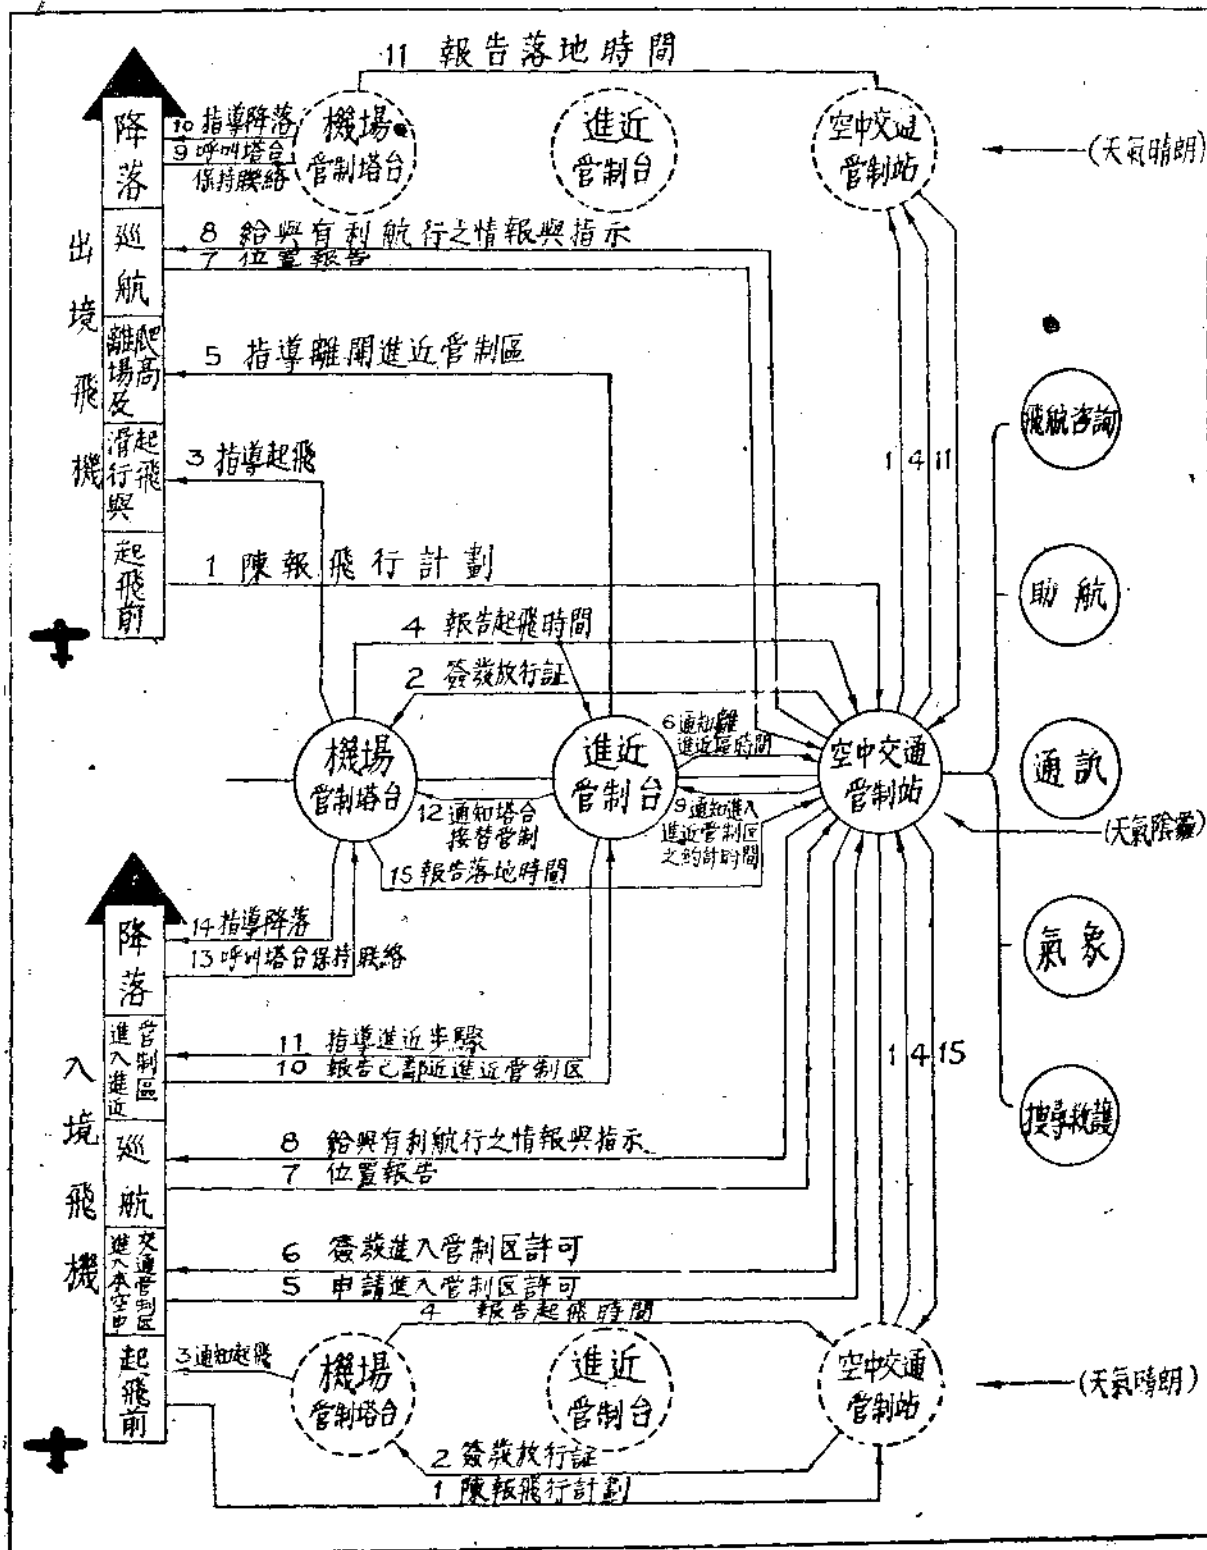 11 報告落地時間
降落
10 指導降落
9 呼叫塔台
保持聯絡
機場
管制塔台
進近
管制台
空中交通
管制站
(天氣晴朗)
出境飛機
巡航
8 給與有利航行之情報與指示
7 位置報告
離場及
爬高
5 指導離開進近管制區
滑行與
起飛
3 指導起飛
1 4 11
飛航咨詢
起飛前
1 陳報飛行計劃
助航
4 報告起飛時間
2 簽發放行証
機場
管制塔台
進近
管制台
6 通知離
進近區時間
空中交通
管制站
通訊
12 通知塔台
接替管制
9 通知進入
進近管制区
之約計時間
(天氣陰霾)
15 報告落地時間
降落
14 指導降落
13 呼叫塔台保持联絡
氣象
入境飛機
進入進近
管制區
11 指導進近步驟
10 報告已鄰近進近管制区
1 4 15
搜尋救護
巡航
8 給與有利航行之情報與指示
7 位置報告
進入本空中
交通管制区
6 簽發進入管制区許可
5 申請進入管制区許可
4 報告起飛時間
起飛前
3 通知起飛
機場
管制塔台
進近
管制台
空中交通
管制站
(天氣晴朗)
2 簽發放行証
1 陳報飛行計劃